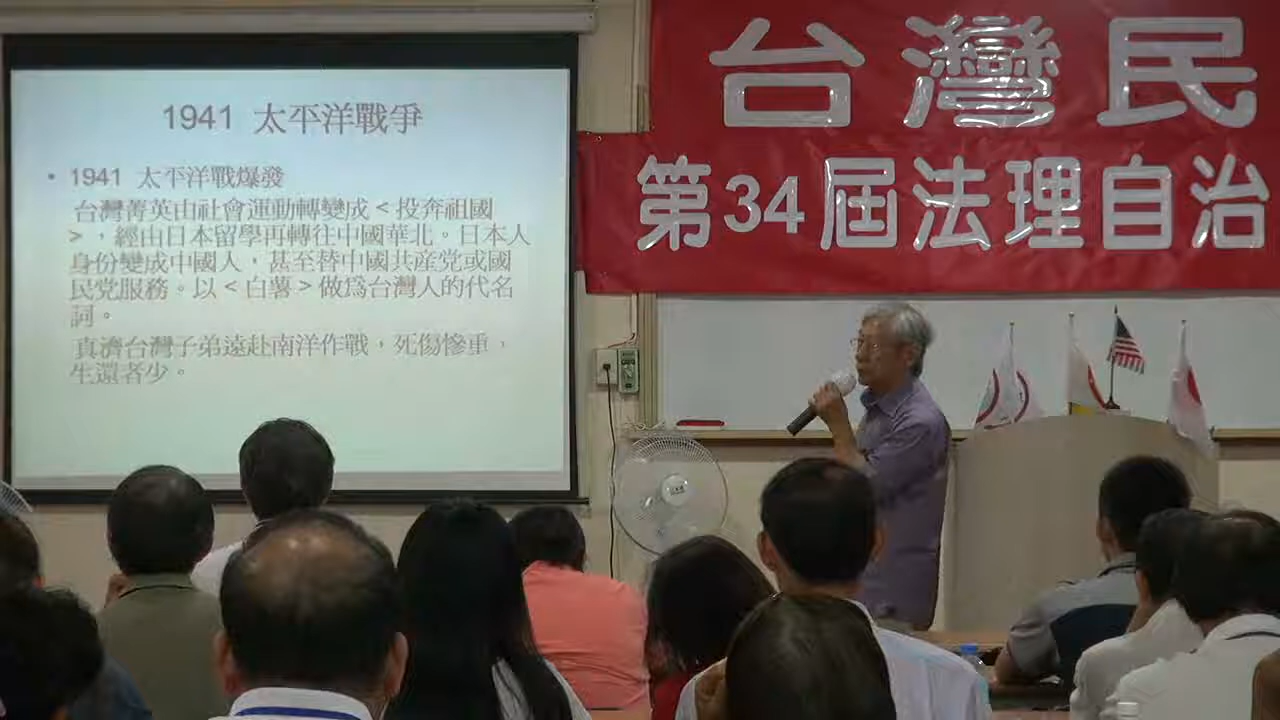 1941 太平洋戰爭
• 1941 太平洋戰爆發
台灣菁英由社會運動轉變成 < 投奔祖國
> ，經由日本留學再轉往中國華北。日本人
身份變成中國人，甚至替中國共産党或國
民党服務。以 < 白薯 > 做爲台灣人的代名
詞。
真濟台灣子弟遠赴南洋作戰，死傷慘重，
生還者少。
台灣民
第34屆法理自治